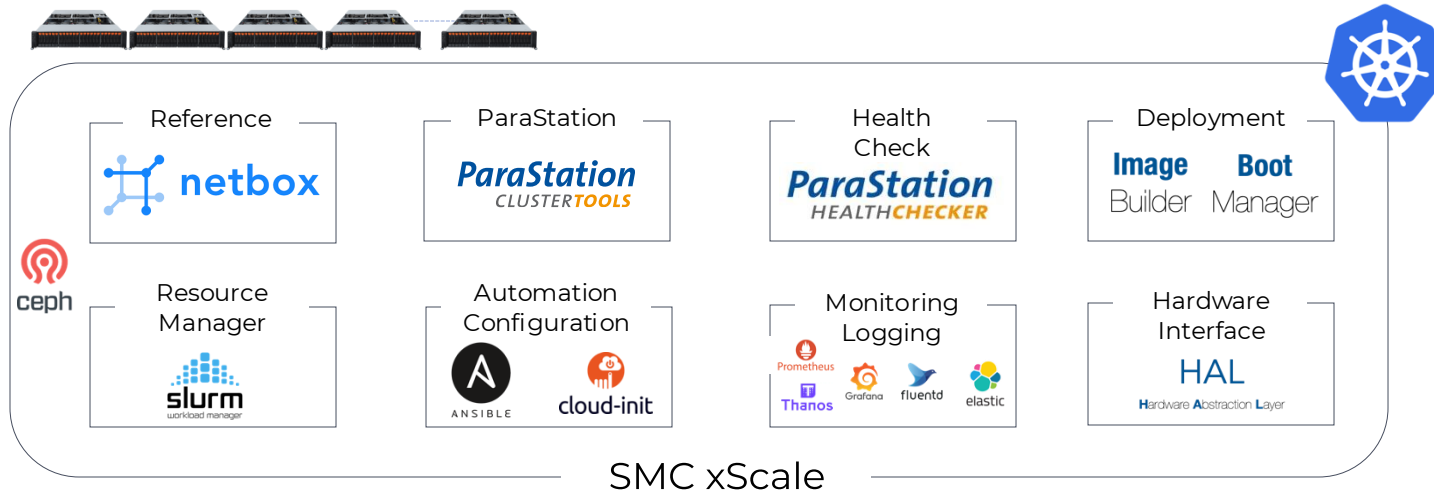 Reference
netbox
ParaStation
ParaStation
CLUSTERTOOLS
Health
Check
ParaStation
HEALTHCHECKER
Deployment
Image
Builder
Boot
Manager
ceph
Resource
Manager
slurm
workload manager
Automation
Configuration
ANSIBLE
cloud-init
Monitoring
Logging
Prometheus
Thanos
Grafana
fluentd
elastic
Hardware
Interface
HAL
Hardware Abstraction Layer
SMC xScale